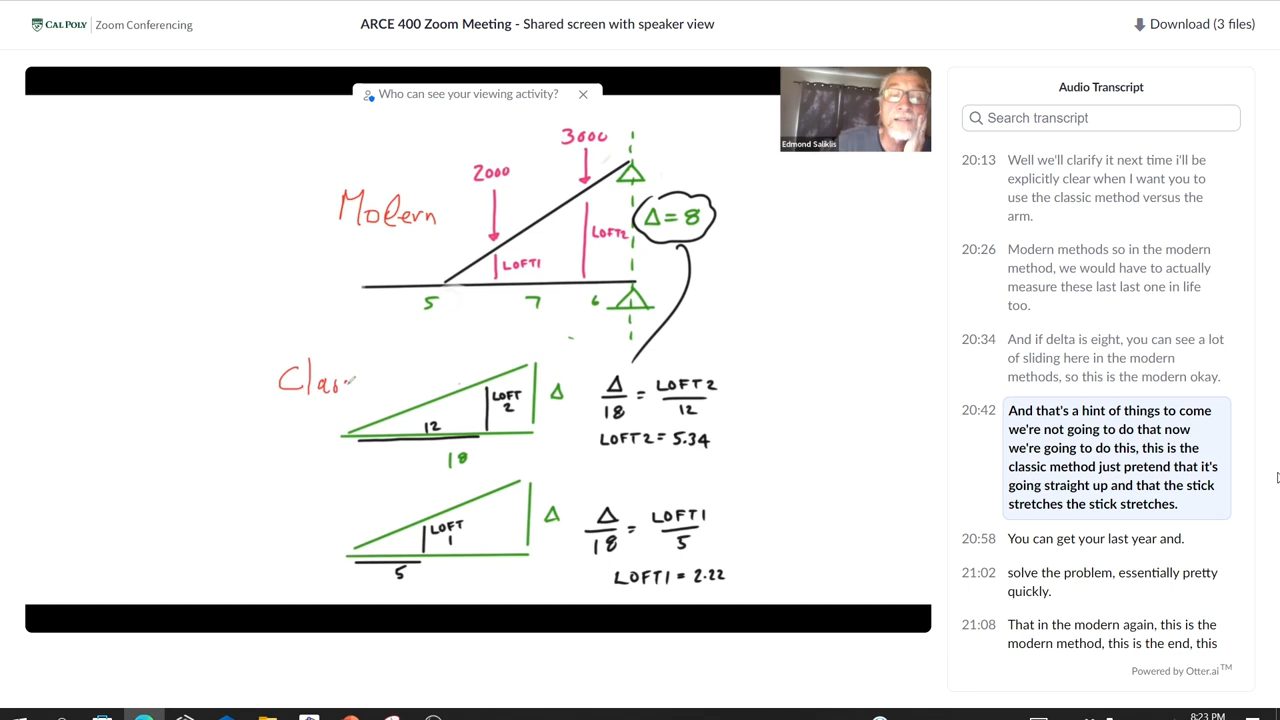 CAL POLY Zoom Conferencing
ARCE 400 Zoom Meeting - Shared screen with speaker view
Download (3 files)
Who can see your viewing activity?
Edmond Saliklis
3000
2000
Modern
Δ = 8
LOFT2
LOFT1
5 7 6
Clas
LOFT
2
Δ
12
18
Δ/18 = LOFT2/12
LOFT2 = 5.34
LOFT
1
Δ
5
Δ/18 = LOFT1/5
LOFT1 = 2.22
Audio Transcript
Search transcript
20:13 Well we'll clarify it next time i'll be
explicitly clear when I want you to
use the classic method versus the
arm.
20:26 Modern methods so in the modern
method, we would have to actually
measure these last last one in life
too.
20:34 And if delta is eight, you can see a lot
of sliding here in the modern
methods, so this is the modern okay.
20:42 And that's a hint of things to come
we're not going to do that now
we're going to do this, this is the
classic method just pretend that it's
going straight up and that the stick
stretches the stick stretches.
20:58 You can get your last year and.
21:02 solve the problem, essentially pretty
quickly.
21:08 That in the modern again, this is the
modern method, this is the end, this
Powered by Otter.ai TM
8:23 PM